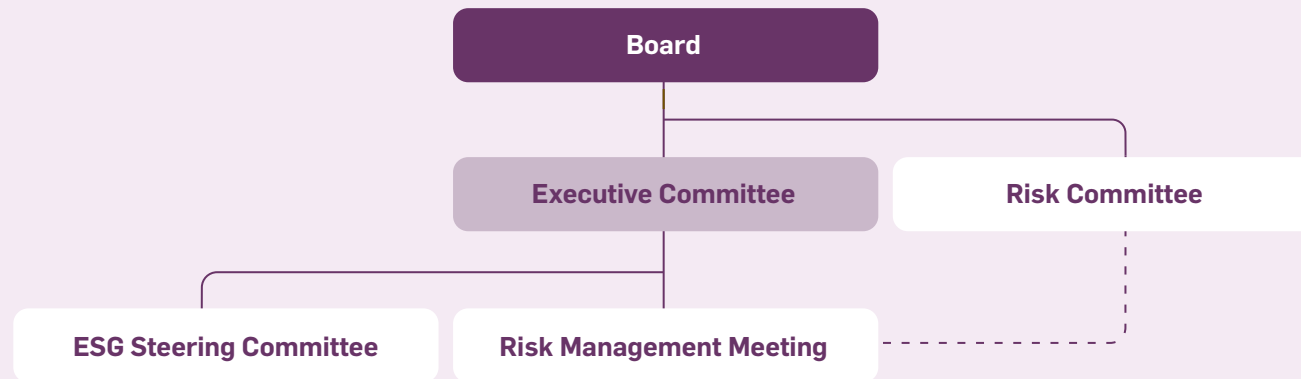 Board
Executive Committee
Risk Committee
ESG Steering Committee
Risk Management Meeting